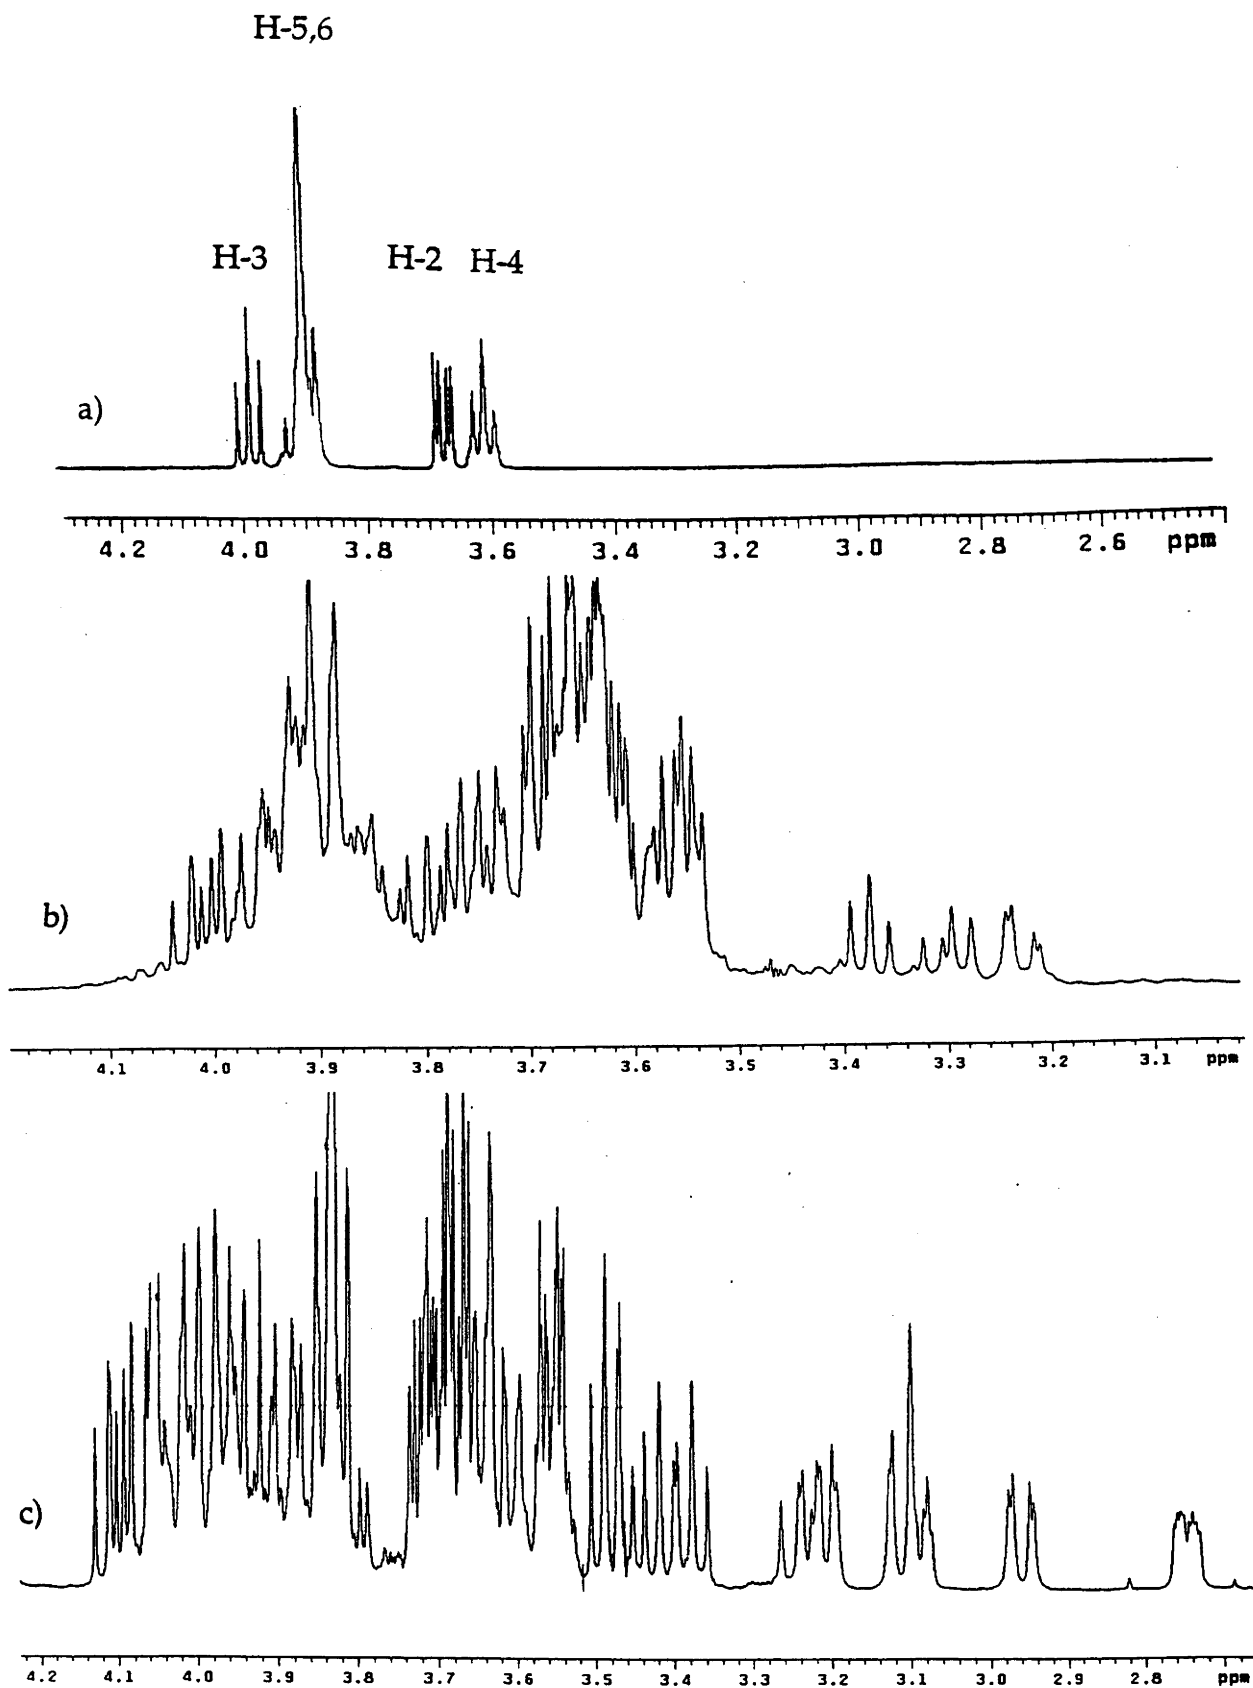 H-5,6
H-3 H-2 H-4
a)
4.2 4.0 3.8 3.6 3.4 3.2 3.0 2.8 2.6 ppm
b)
4.1 4.0 3.9 3.8 3.7 3.6 3.5 3.4 3.3 3.2 3.1 ppm
c)
4.2 4.1 4.0 3.9 3.8 3.7 3.6 3.5 3.4 3.3 3.2 3.1 3.0 2.9 2.8 ppm